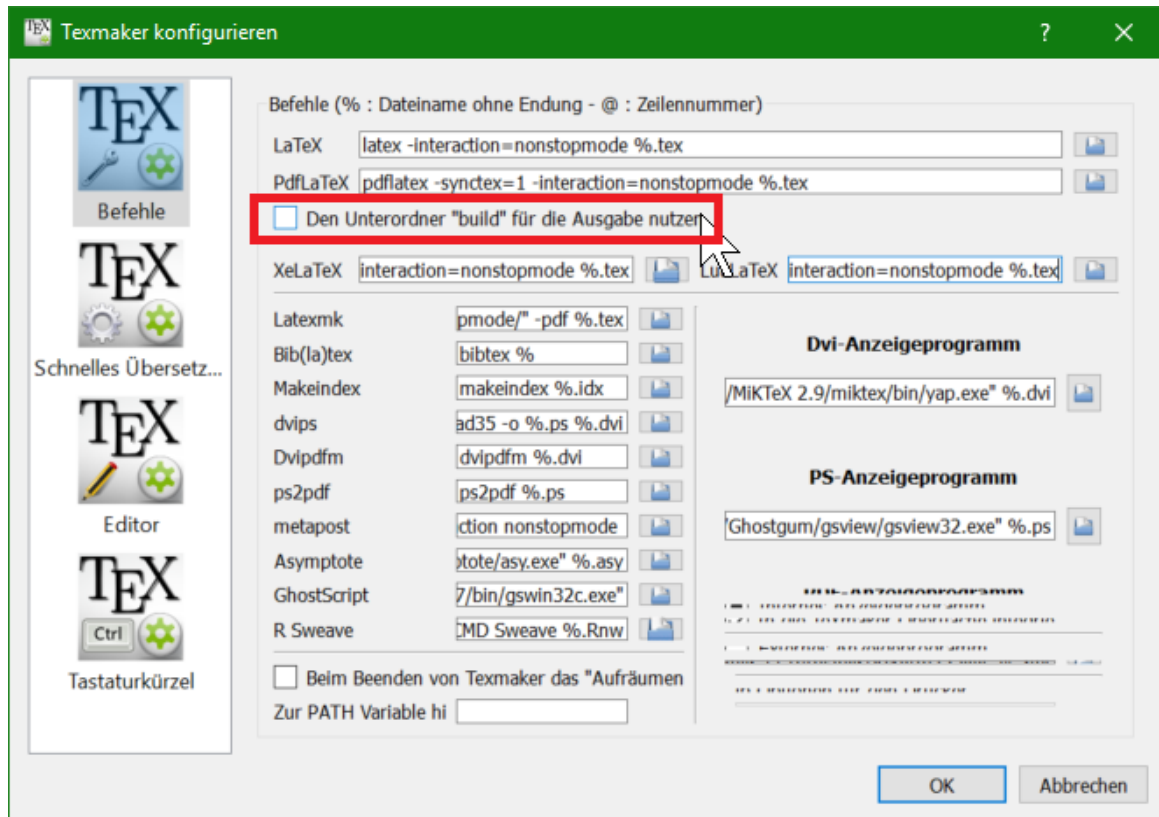 Texmaker konfigurieren
TEX
Befehle
TEX
Schnelles Übersetz...
TEX
Editor
TEX
Ctrl
Tastaturkürzel
Befehle (% : Dateiname ohne Endung - @ : Zeilennummer)
LaTeX latex -interaction=nonstopmode %.tex
PdfLaTeX pdflatex -synctex=1 -interaction=nonstopmode %.tex
Den Unterordner "build" für die Ausgabe nutzen
XeLaTeX interaction=nonstopmode %.tex LuaLaTeX interaction=nonstopmode %.tex
Latexmk pmode/" -pdf %.tex
Bib(la)tex bibtex %
Makeindex makeindex %.idx
dvips ad35 -o %.ps %.dvi
Dvipdfm dvipdfm %.dvi
ps2pdf ps2pdf %.ps
metapost ction nonstopmode
Asymptote ptote/asy.exe" %.asy
GhostScript 7/bin/gswin32c.exe"
R Sweave CMD Sweave %.Rnw
Beim Beenden von Texmaker das "Aufräumen
Zur PATH Variable hi
Dvi-Anzeigeprogramm
/MiKTeX 2.9/miktex/bin/yap.exe" %.dvi
PS-Anzeigeprogramm
'Ghostgum/gsview/gsview32.exe" %.ps
OK Abbrechen